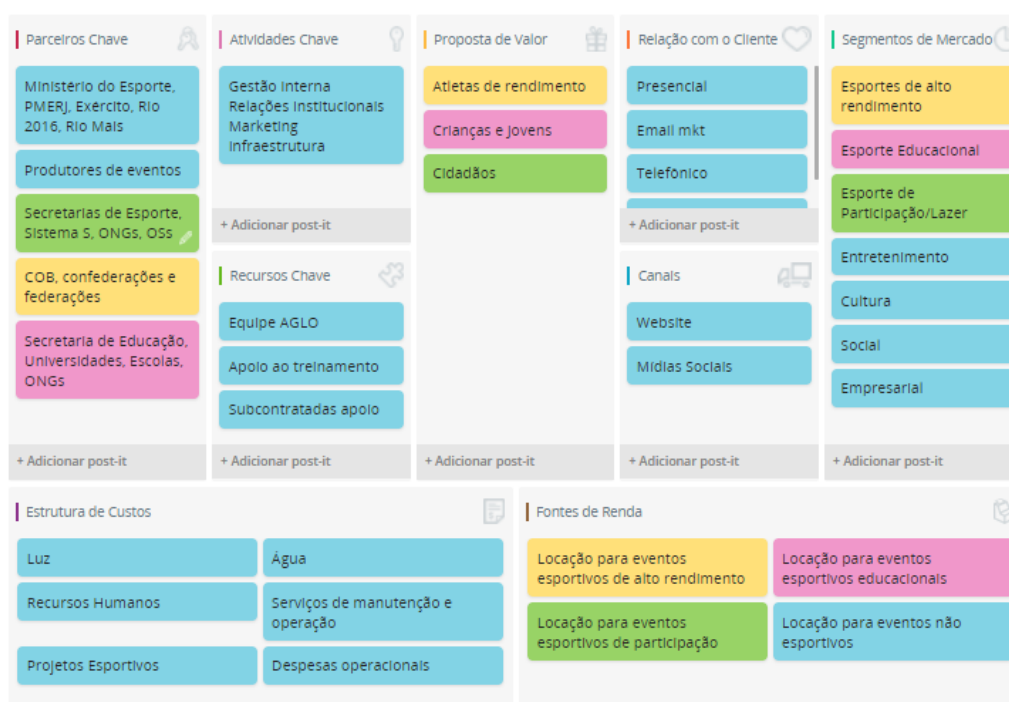 Parceiros Chave
Ministério do Esporte,
PMERJ, Exército, Rio
2016, Rio Mais
Produtores de eventos
Secretarias de Esporte,
Sistema S, ONGs, OSs
COB, confederações e
federações
Secretaria de Educação,
Universidades, Escolas,
ONGs
+ Adicionar post-it
Atividades Chave
Gestão Interna
Relações Institucionais
Marketing
Infraestrutura
+ Adicionar post-it
Recursos Chave
Equipe AGLO
Apoio ao treinamento
Subcontratadas apoio
+ Adicionar post-it
Proposta de Valor
Atletas de rendimento
Crianças e Jovens
Cidadãos
+ Adicionar post-it
Relação com o Cliente
Presencial
Email mkt
Telefônico
+ Adicionar post-it
Canais
Website
Mídias Sociais
+ Adicionar post-it
Segmentos de Mercado
Esportes de alto
rendimento
Esporte Educacional
Esporte de
Participação/Lazer
Entretenimento
Cultura
Social
Empresarial
+ Adicionar post-it
Estrutura de Custos
Luz
Água
Recursos Humanos
Serviços de manutenção e
operação
Projetos Esportivos
Despesas operacionais
Fontes de Renda
Locação para eventos
esportivos de alto rendimento
Locação para eventos
esportivos educacionais
Locação para eventos
esportivos de participação
Locação para eventos não
esportivos